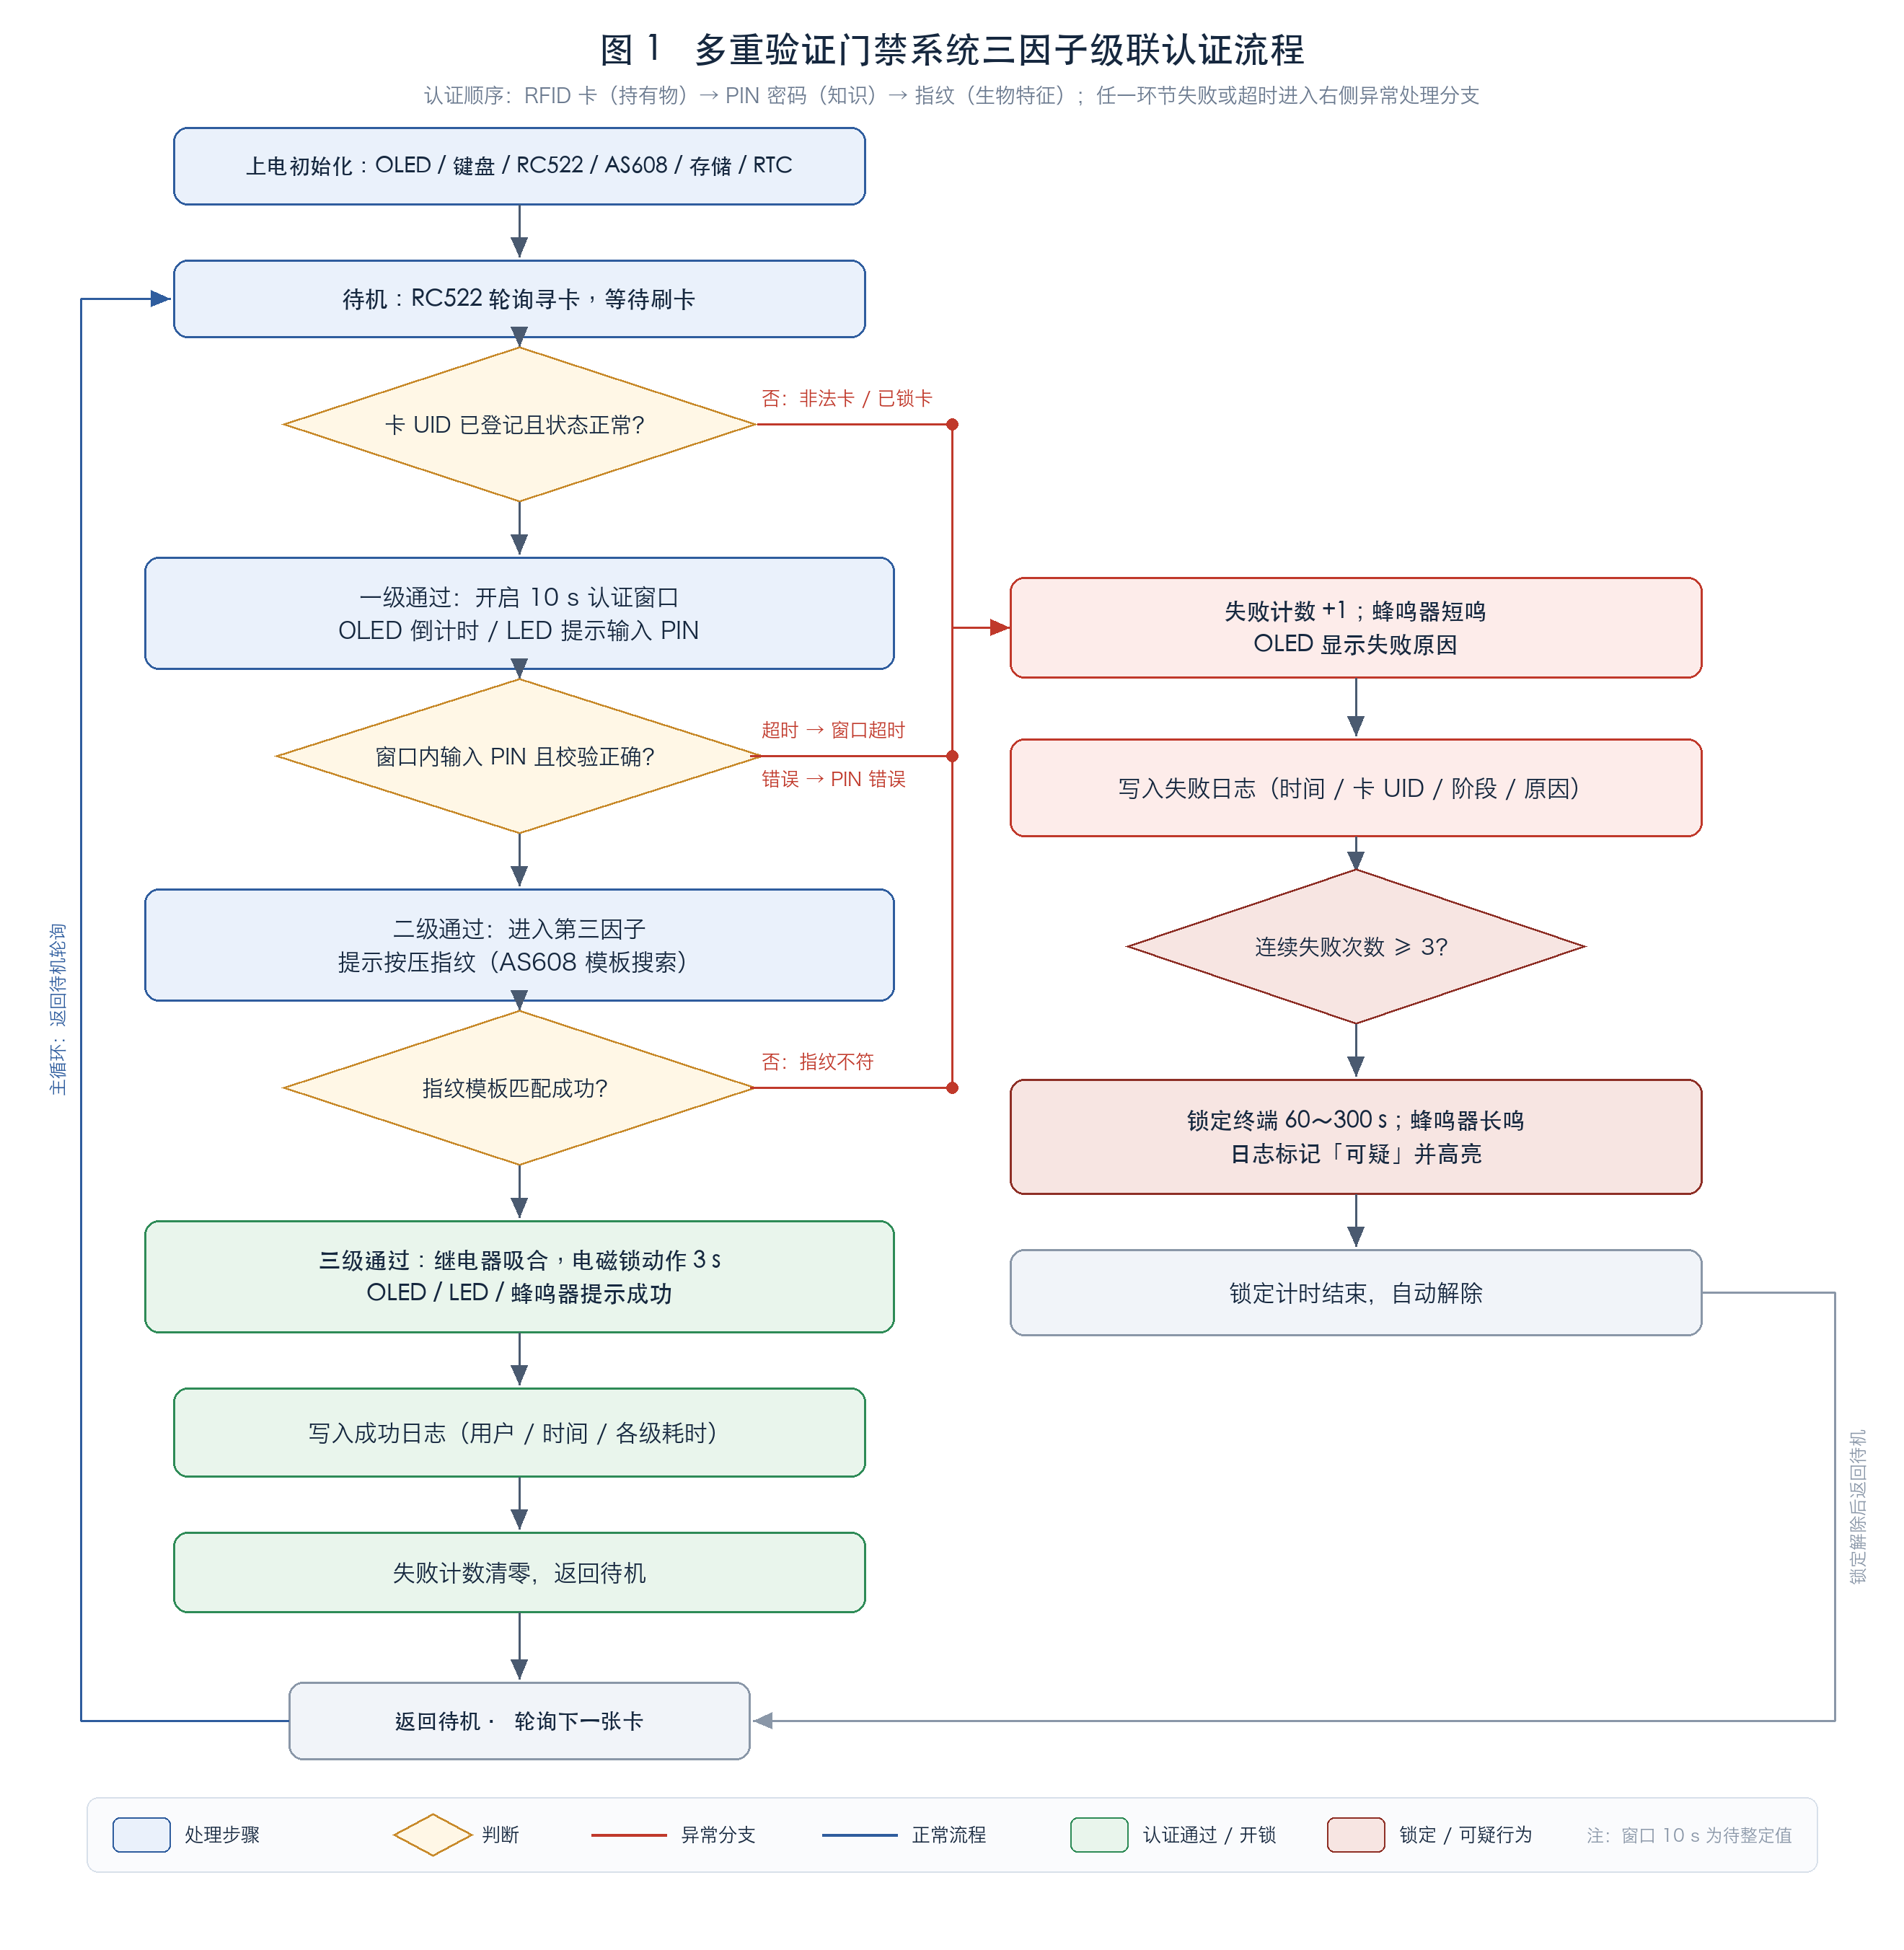 图 1 多重验证门禁系统三因子级联认证流程
认证顺序：RFID 卡（持有物）→ PIN 密码（知识）→ 指纹（生物特征）；任一环节失败或超时进入右侧异常处理分支
上电初始化：OLED / 键盘 / RC522 / AS608 / 存储 / RTC
待机：RC522 轮询寻卡，等待刷卡
否：非法卡 / 已锁卡
卡 UID 已登记且状态正常?
一级通过：开启 10 s 认证窗口
OLED 倒计时 / LED 提示输入 PIN
超时 → 窗口超时
窗口内输入 PIN 且校验正确?
错误 → PIN 错误
二级通过：进入第三因子
提示按压指纹（AS608 模板搜索）
否：指纹不符
指纹模板匹配成功?
三级通过：继电器吸合，电磁锁动作 3 s
OLED / LED / 蜂鸣器提示成功
写入成功日志（用户 / 时间 / 各级耗时）
失败计数清零，返回待机
返回待机 · 轮询下一张卡
主循环：返回待机轮询
失败计数 +1；蜂鸣器短鸣
OLED 显示失败原因
写入失败日志（时间 / 卡 UID / 阶段 / 原因）
连续失败次数 ≥ 3?
锁定终端 60～300 s；蜂鸣器长鸣
日志标记「可疑」并高亮
锁定计时结束，自动解除
锁定解除后返回待机
处理步骤
判断
异常分支
正常流程
认证通过 / 开锁
锁定 / 可疑行为
注：窗口 10 s 为待整定值